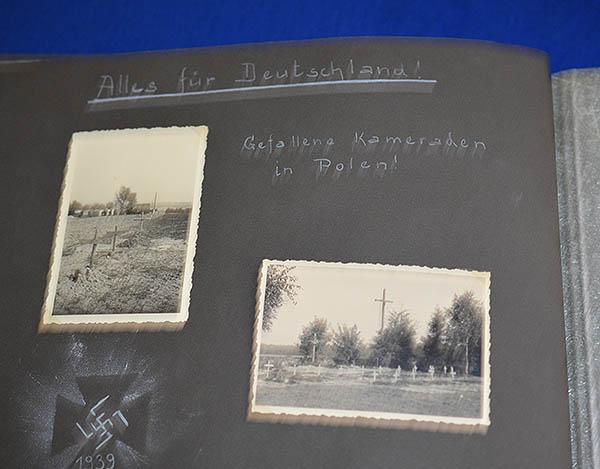 Alles für Deutschland!
Gefallene Kameraden
in Polen!
1939